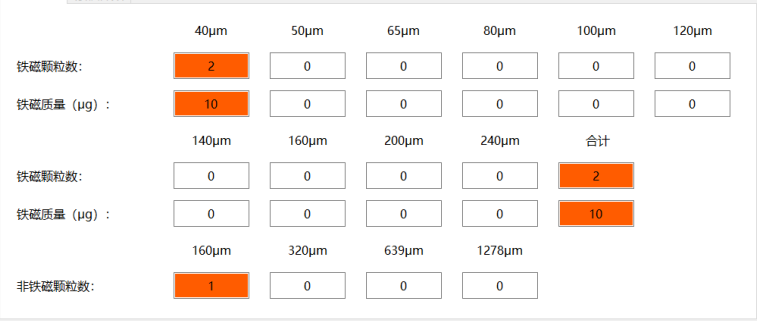 40μm 50μm 65μm 80μm 100μm 120μm
铁磁颗粒数: 2 0 0 0 0 0
铁磁质量（μg）: 10 0 0 0 0 0
140μm 160μm 200μm 240μm 合计
铁磁颗粒数: 0 0 0 0 2
铁磁质量（μg）: 0 0 0 0 10
160μm 320μm 639μm 1278μm
非铁磁颗粒数: 1 0 0 0